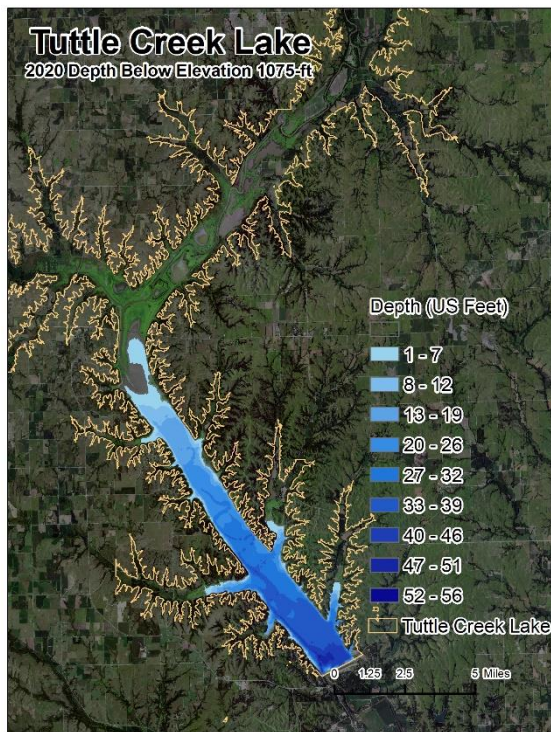 Tuttle Creek Lake
2020 Depth Below Elevation 1075-ft
Depth (US Feet)
1 - 7
8 - 12
13 - 19
20 - 26
27 - 32
33 - 39
40 - 46
47 - 51
52 - 56
Tuttle Creek Lake
0 1.25 2.5 5 Miles